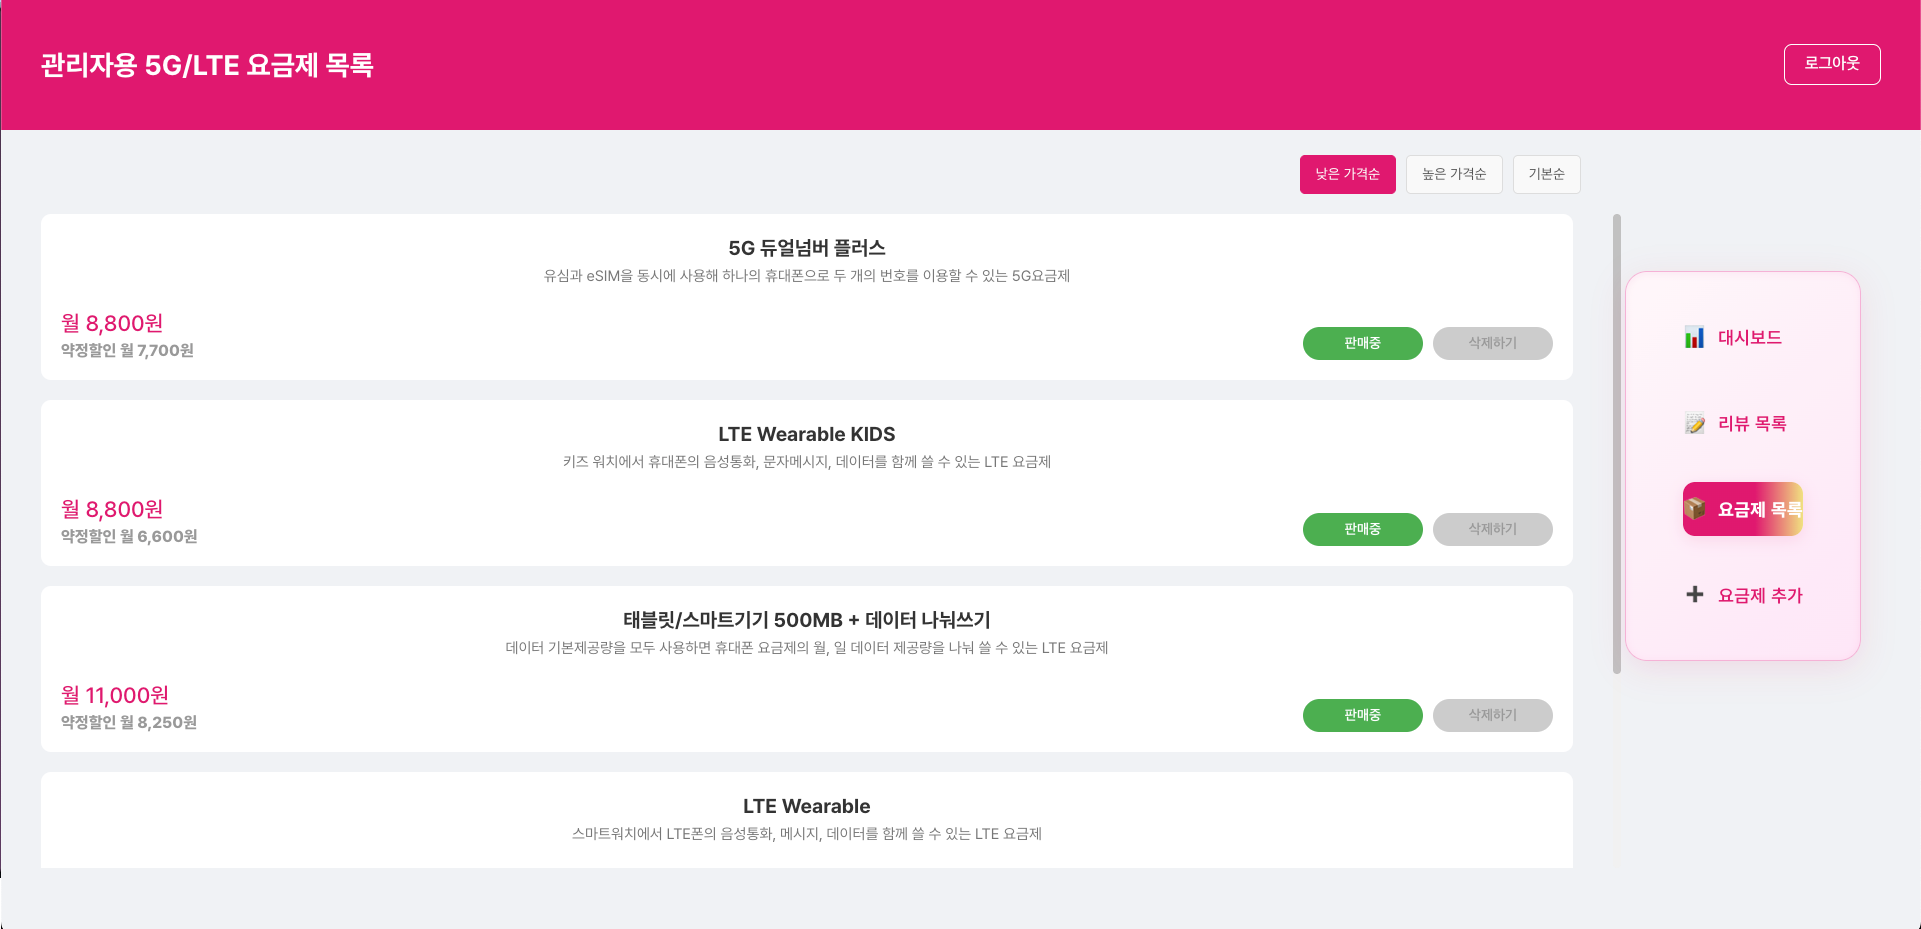 관리자용 5G/LTE 요금제 목록
로그아웃
낮은 가격순
높은 가격순
기본순
5G 듀얼넘버 플러스
유심과 eSIM을 동시에 사용해 하나의 휴대폰으로 두 개의 번호를 이용할 수 있는 5G요금제
월 8,800원
약정할인 월 7,700원
판매중
삭제하기
LTE Wearable KIDS
키즈 워치에서 휴대폰의 음성통화, 문자메시지, 데이터를 함께 쓸 수 있는 LTE 요금제
월 8,800원
약정할인 월 6,600원
판매중
삭제하기
태블릿/스마트기기 500MB + 데이터 나눠쓰기
데이터 기본제공량을 모두 사용하면 휴대폰 요금제의 월, 일 데이터 제공량을 나눠 쓸 수 있는 LTE 요금제
월 11,000원
약정할인 월 8,250원
판매중
삭제하기
LTE Wearable
스마트워치에서 LTE폰의 음성통화, 메시지, 데이터를 함께 쓸 수 있는 LTE 요금제
대시보드
리뷰 목록
요금제 목록
요금제 추가